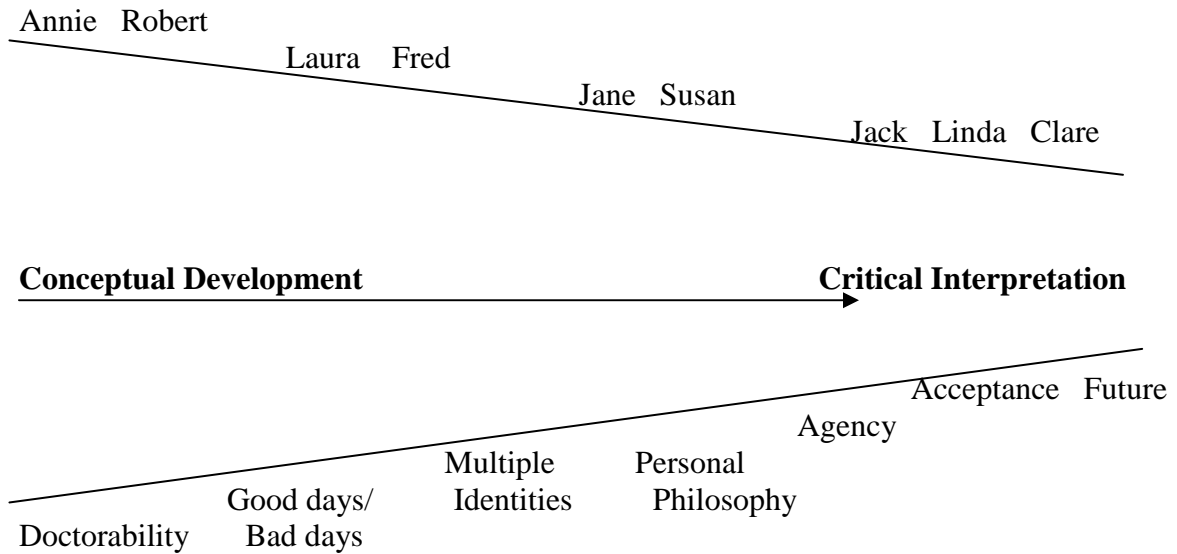 Annie Robert
Laura Fred
Jane Susan
Jack Linda Clare
Conceptual Development Critical Interpretation
Acceptance Future
Agency
Multiple Personal
Good days/ Identities Philosophy
Doctorability Bad days